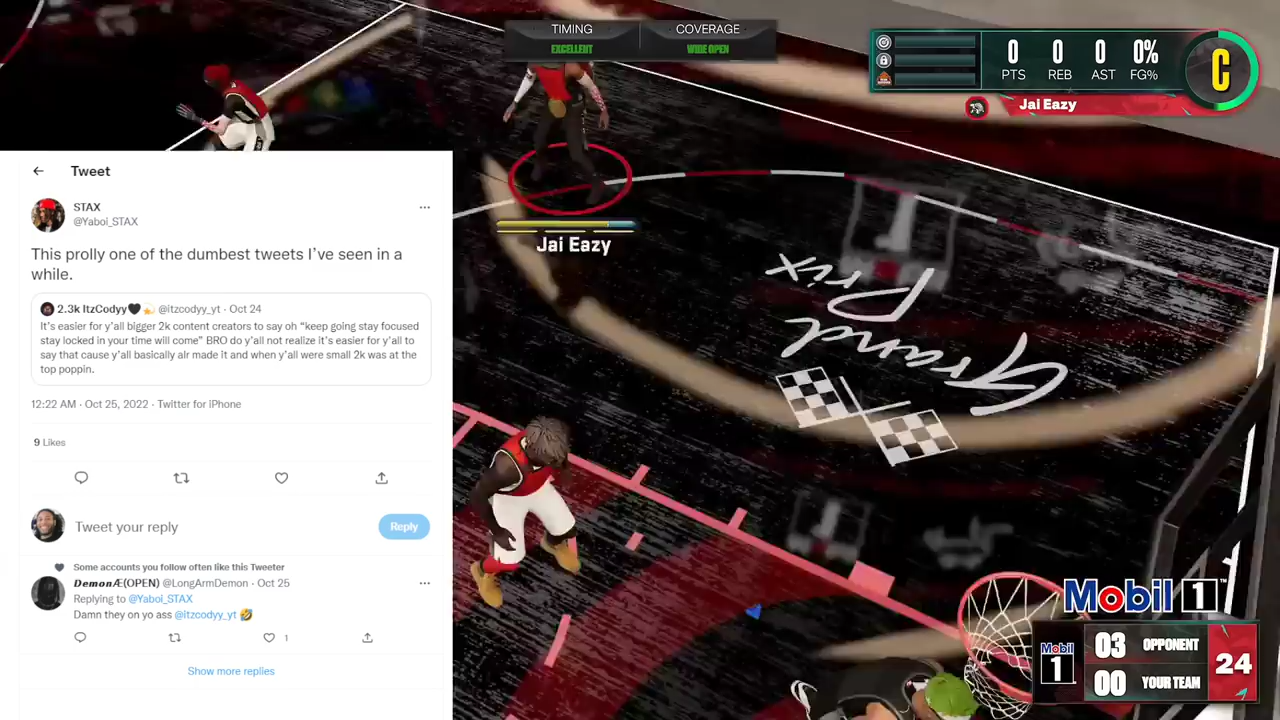 TIMING
COVERAGE
EXCELLENT
WIDE OPEN
0
0
0
0%
PTS
REB
AST
FG%
C
Jai Eazy
Tweet
STAX
@Yaboi_STAX
This prolly one of the dumbest tweets I've seen in a
while.
2.3k ItzCodyy🖤💫 @itzcodyy_yt · Oct 24
It's easier for y'all bigger 2k content creators to say oh “keep going stay focused
stay locked in your time will come” BRO do y'all not realize it's easier for y'all to
say that cause y'all basically alr made it and when y'all were small 2k was at the
top poppin.
12:22 AM · Oct 25, 2022 · Twitter for iPhone
9 Likes
Tweet your reply
Reply
Some accounts you follow often like this Tweeter
DemonÆ(OPEN) @LongArmDemon · Oct 25
Replying to @Yaboi_STAX
Damn they on yo ass @itzcodyy_yt 🤣
1
Show more replies
Jai Eazy
Grand
Prix
Mobil 1™
Mobil
1
03 OPPONENT
00 YOUR TEAM
24